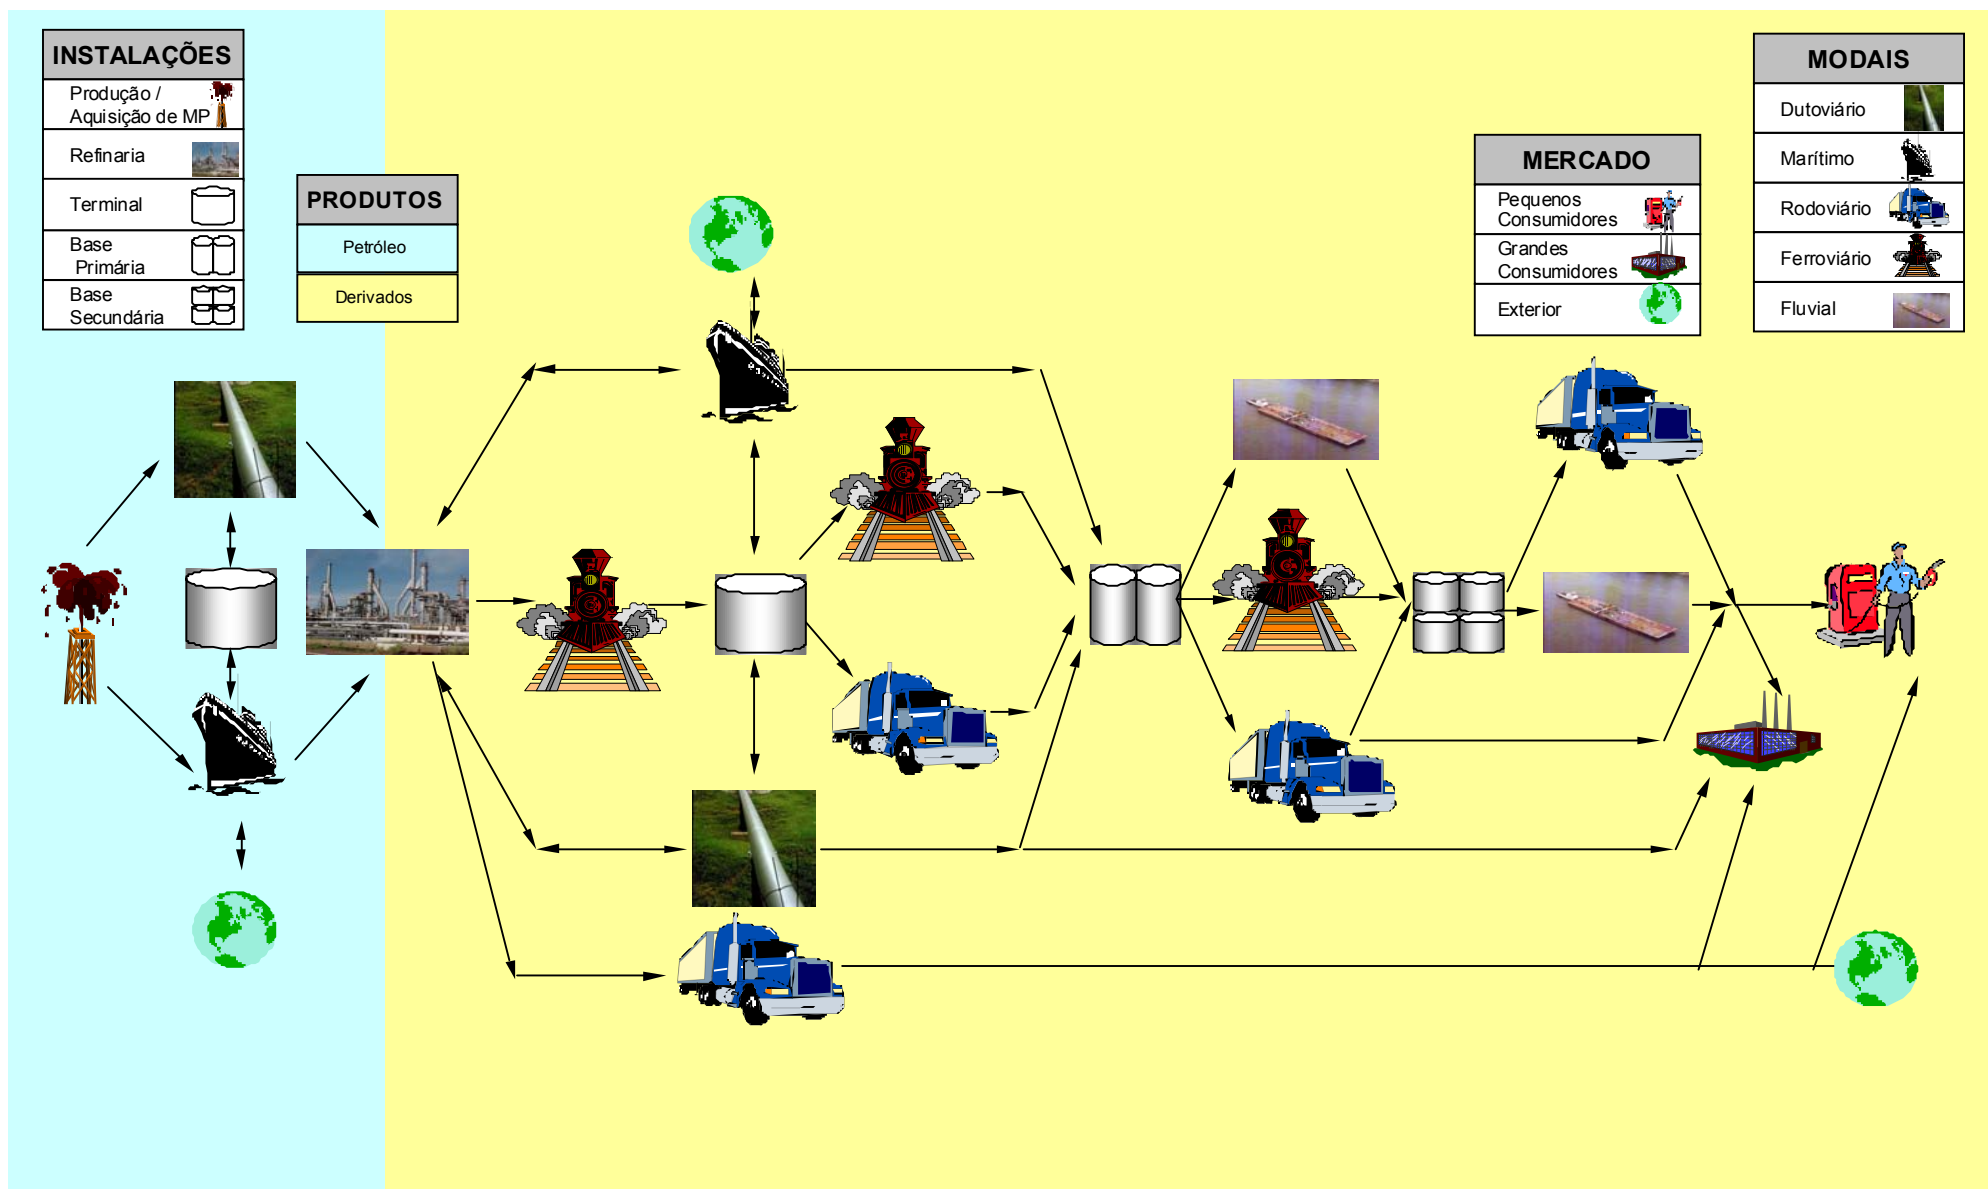 INSTALAÇÕES
Produção /
Aquisição de MP
Refinaria
Terminal
Base
Primária
Base
Secundária
PRODUTOS
Petróleo
Derivados
MERCADO
Pequenos
Consumidores
Grandes
Consumidores
Exterior
MODAIS
Dutoviário
Marítimo
Rodoviário
Ferroviário
Fluvial